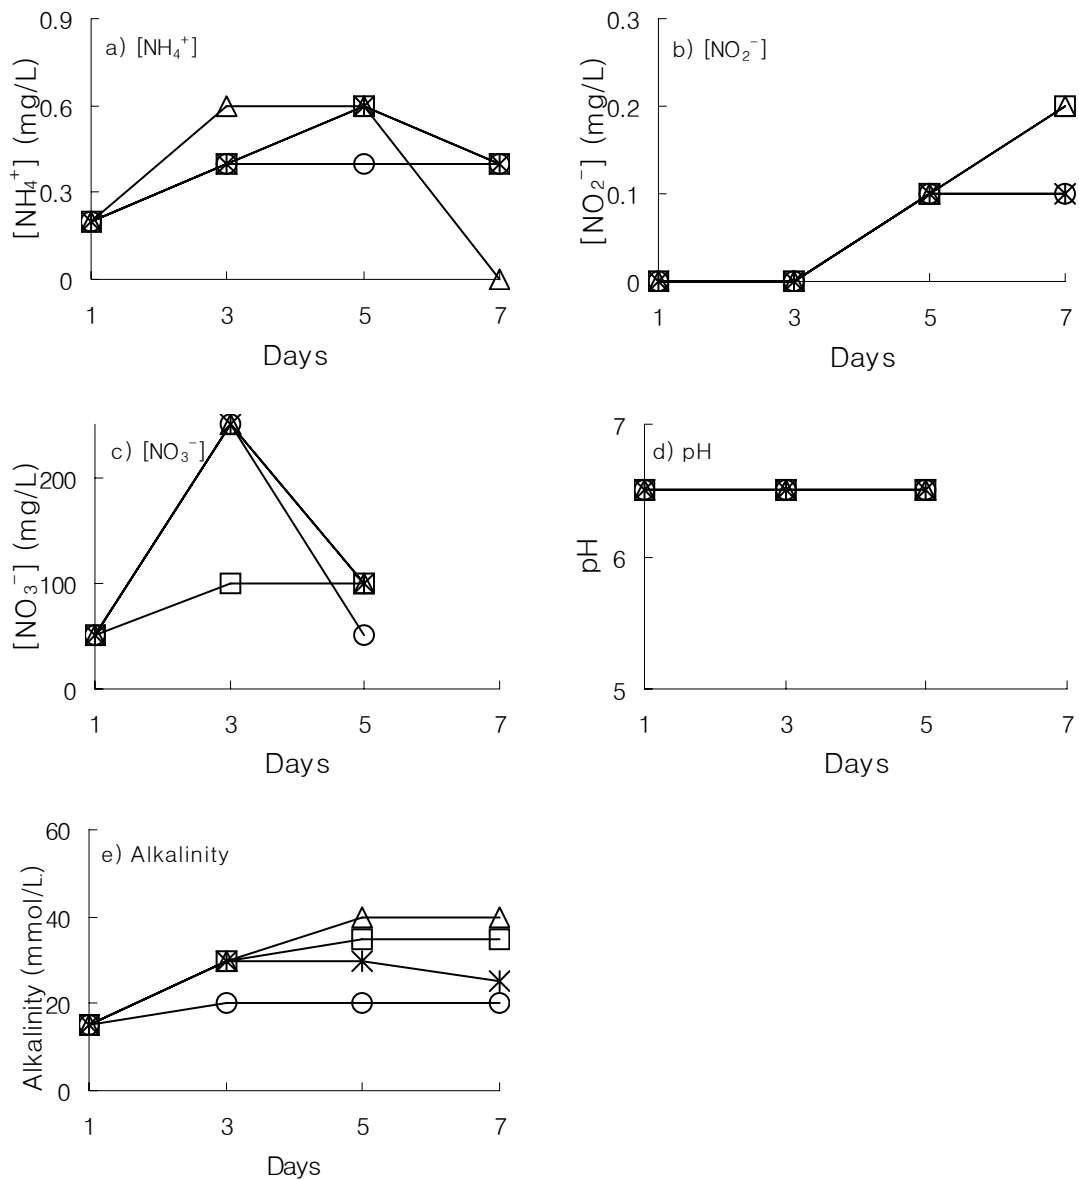 0.9
a) [NH₄⁺]
0.6
0.3
0
[NH₄⁺] (mg/L)
1 3 5 7
Days
0.3
b) [NO₂⁻]
0.2
0.1
0
[NO₂⁻] (mg/L)
1 3 5 7
Days
c) [NO₃⁻]
200
100
0
[NO₃⁻] (mg/L)
1 3 5 7
Days
7
d) pH
6
5
pH
1 3 5 7
Days
60
e) Alkalinity
40
20
0
Alkalinity (mmol/L)
1 3 5 7
Days